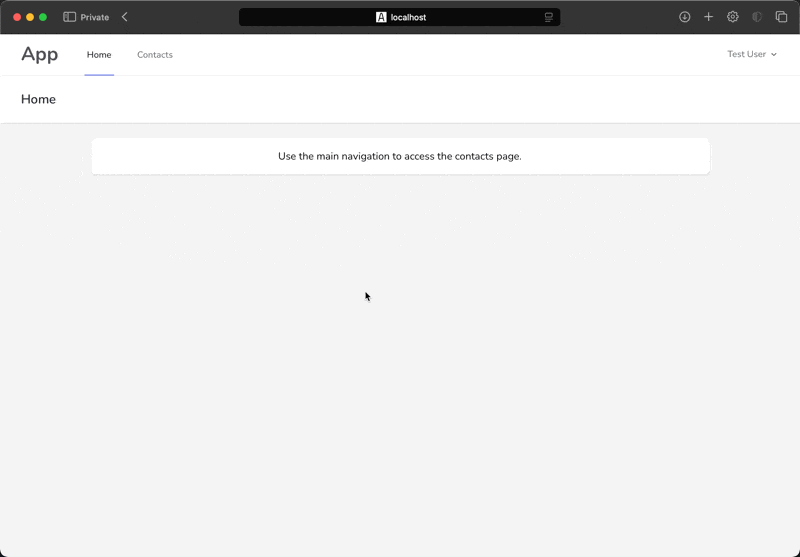 Private
A localhost
App Home Contacts Test User
Home
Use the main navigation to access the contacts page.